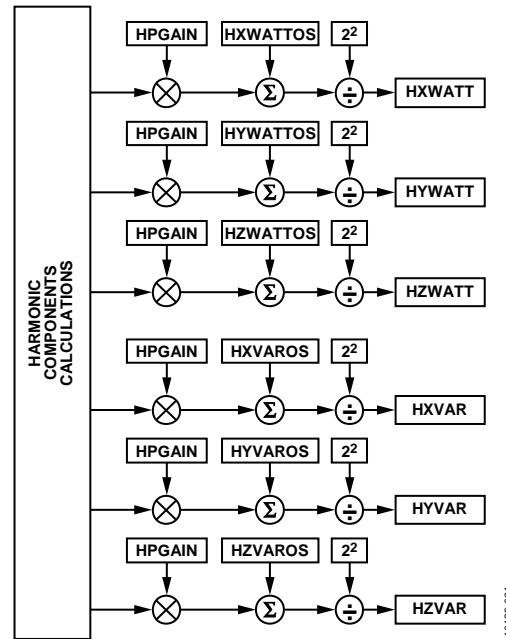 HARMONIC
COMPONENTS
CALCULATIONS
HPGAIN HXWATTOS 2²
Σ ÷ HXWATT
HPGAIN HYWATTOS 2²
Σ ÷ HYWATT
HPGAIN HZWATTOS 2²
Σ ÷ HZWATT
HPGAIN HXVAROS 2²
Σ ÷ HXVAR
HPGAIN HYVAROS 2²
Σ ÷ HYVAR
HPGAIN HZVAROS 2²
Σ ÷ HZVAR